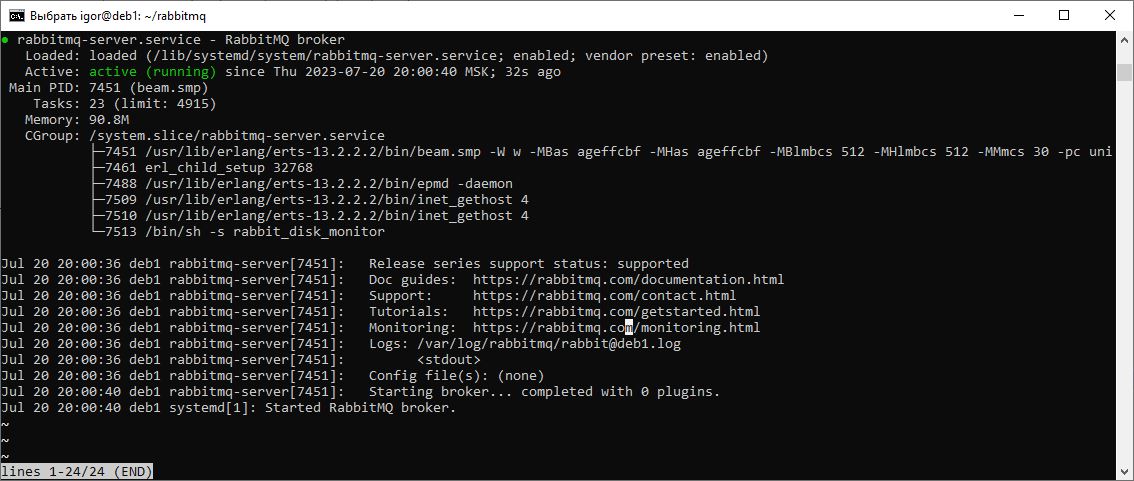 Выбрать igor@deb1: ~/rabbitmq
● rabbitmq-server.service - RabbitMQ broker
   Loaded: loaded (/lib/systemd/system/rabbitmq-server.service; enabled; vendor preset: enabled)
   Active: active (running) since Thu 2023-07-20 20:00:40 MSK; 32s ago
 Main PID: 7451 (beam.smp)
    Tasks: 23 (limit: 4915)
   Memory: 90.8M
   CGroup: /system.slice/rabbitmq-server.service
           ├─7451 /usr/lib/erlang/erts-13.2.2.2/bin/beam.smp -W w -MBas ageffcbf -MHas ageffcbf -MBlmbcs 512 -MHlmbcs 512 -MMmcs 30 -pc uni
           ├─7461 erl_child_setup 32768
           ├─7488 /usr/lib/erlang/erts-13.2.2.2/bin/epmd -daemon
           ├─7509 /usr/lib/erlang/erts-13.2.2.2/bin/inet_gethost 4
           ├─7510 /usr/lib/erlang/erts-13.2.2.2/bin/inet_gethost 4
           └─7513 /bin/sh -s rabbit_disk_monitor

Jul 20 20:00:36 deb1 rabbitmq-server[7451]:   Release series support status: supported
Jul 20 20:00:36 deb1 rabbitmq-server[7451]:   Doc guides:  https://rabbitmq.com/documentation.html
Jul 20 20:00:36 deb1 rabbitmq-server[7451]:   Support:     https://rabbitmq.com/contact.html
Jul 20 20:00:36 deb1 rabbitmq-server[7451]:   Tutorials:   https://rabbitmq.com/getstarted.html
Jul 20 20:00:36 deb1 rabbitmq-server[7451]:   Monitoring:  https://rabbitmq.com/monitoring.html
Jul 20 20:00:36 deb1 rabbitmq-server[7451]:   Logs: /var/log/rabbitmq/rabbit@deb1.log
Jul 20 20:00:36 deb1 rabbitmq-server[7451]:         <stdout>
Jul 20 20:00:36 deb1 rabbitmq-server[7451]:   Config file(s): (none)
Jul 20 20:00:40 deb1 rabbitmq-server[7451]:   Starting broker... completed with 0 plugins.
Jul 20 20:00:40 deb1 systemd[1]: Started RabbitMQ broker.
~
~
~
lines 1-24/24 (END)